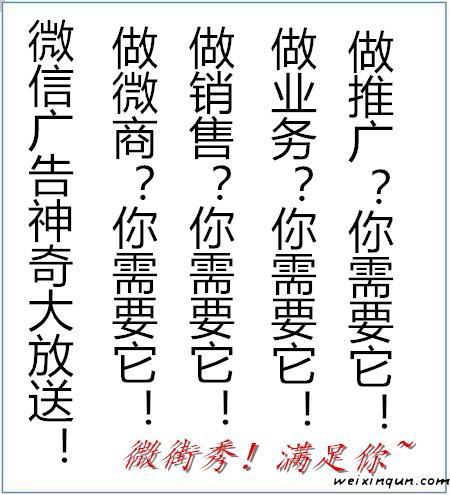 微信广告神奇大放送！
做微商？你需要它！
做销售？你需要它！
做业务？你需要它！
做推广？你需要它！
微街秀！满足你~
weixinqun.com